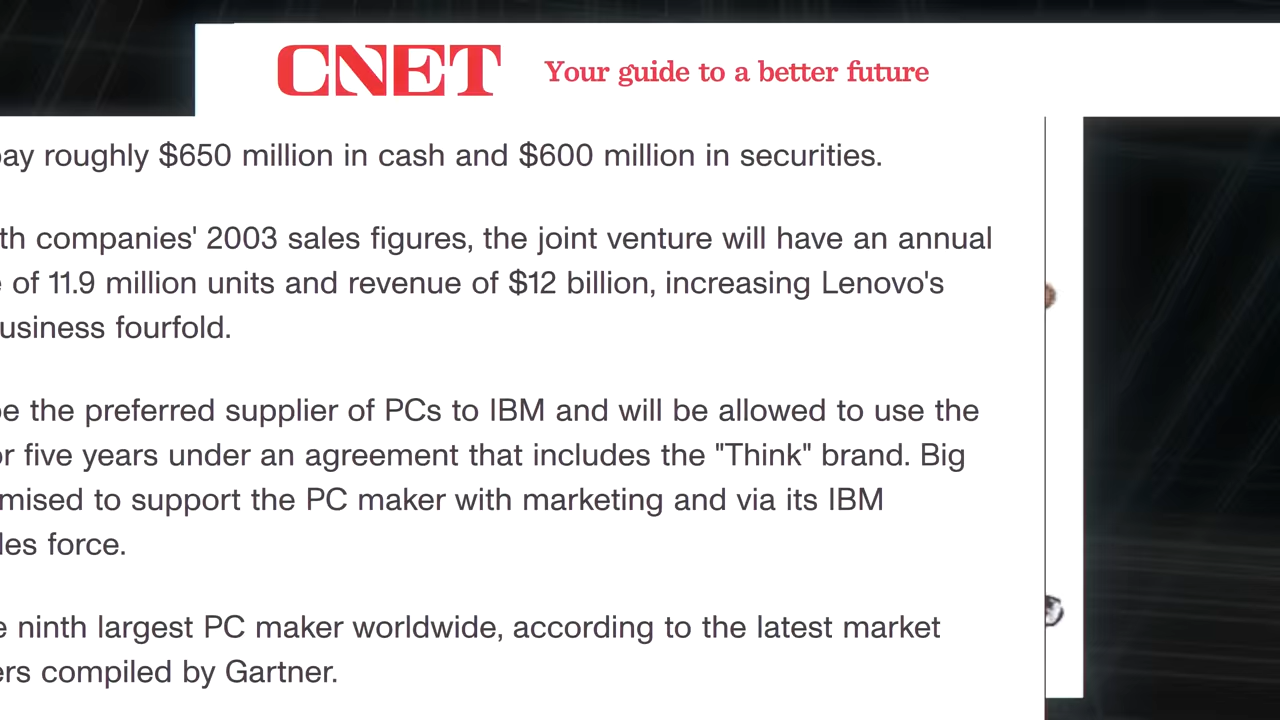 CNET Your guide to a better future
pay roughly $650 million in cash and $600 million in securities.
th companies' 2003 sales figures, the joint venture will have an annual
of 11.9 million units and revenue of $12 billion, increasing Lenovo's
usiness fourfold.
be the preferred supplier of PCs to IBM and will be allowed to use the
or five years under an agreement that includes the "Think" brand. Big
mised to support the PC maker with marketing and via its IBM
les force.
ninth largest PC maker worldwide, according to the latest market
ers compiled by Gartner.